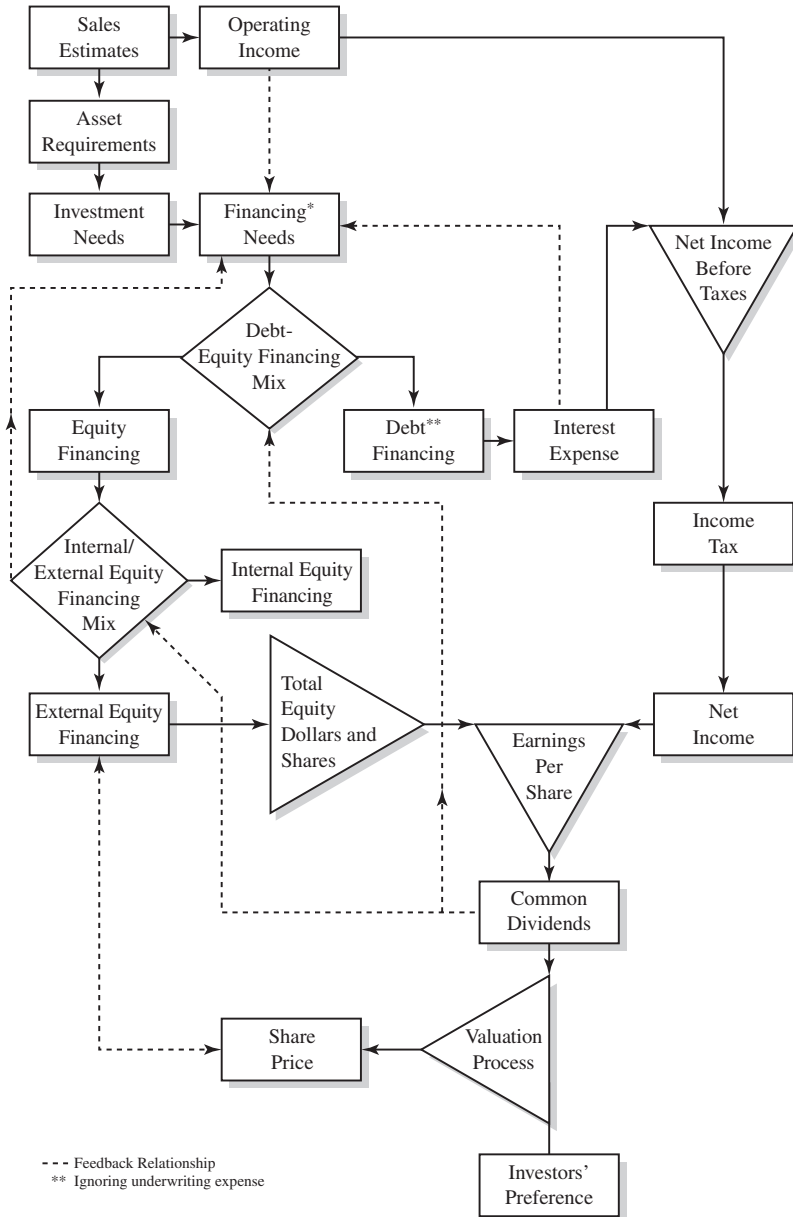 Sales
Estimates
Operating
Income
Asset
Requirements
Investment
Needs
Financing*
Needs
Net Income
Before
Taxes
Debt-
Equity Financing
Mix
Equity
Financing
Debt**
Financing
Interest
Expense
Income
Tax
Internal/
External Equity
Financing
Mix
Internal Equity
Financing
External Equity
Financing
Total
Equity
Dollars and
Shares
Earnings
Per
Share
Net
Income
Common
Dividends
Share
Price
Valuation
Process
Investors'
Preference
Feedback Relationship
** Ignoring underwriting expense